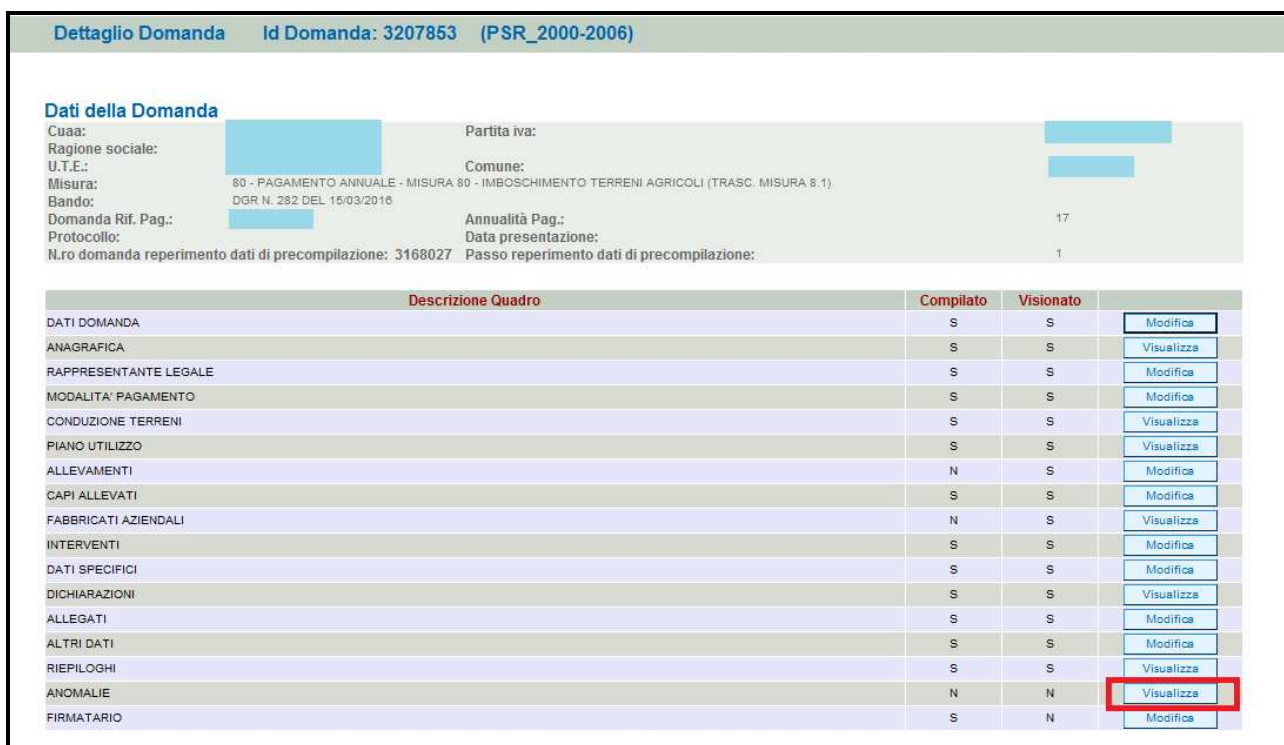 Dettaglio Domanda Id Domanda: 3207853 (PSR_2000-2006)
Dati della Domanda
Cuaa: Partita iva:
Ragione sociale:
U.T.E.: Comune:
Misura: 80 - PAGAMENTO ANNUALE - MISURA 80 - IMBOSCHIMENTO TERRENI AGRICOLI (TRASC. MISURA 8.1)
Bando: DGR N. 282 DEL 15/03/2016
Domanda Rif. Pag.: Annualità Pag.: 17
Protocollo: Data presentazione:
N.ro domanda reperimento dati di precompilazione: 3168027 Passo reperimento dati di precompilazione: 1
Descrizione Quadro Compilato Visionato
DATI DOMANDA S S Modifica
ANAGRAFICA S S Visualizza
RAPPRESENTANTE LEGALE S S Modifica
MODALITA' PAGAMENTO S S Modifica
CONDUZIONE TERRENI S S Visualizza
PIANO UTILIZZO S S Visualizza
ALLEVAMENTI N S Modifica
CAPI ALLEVATI S S Modifica
FABBRICATI AZIENDALI N S Visualizza
INTERVENTI S S Modifica
DATI SPECIFICI S S Modifica
DICHIARAZIONI S S Visualizza
ALLEGATI S S Modifica
ALTRI DATI S S Modifica
RIEPILOGHI S S Visualizza
ANOMALIE N N Visualizza
FIRMATARIO S N Modifica